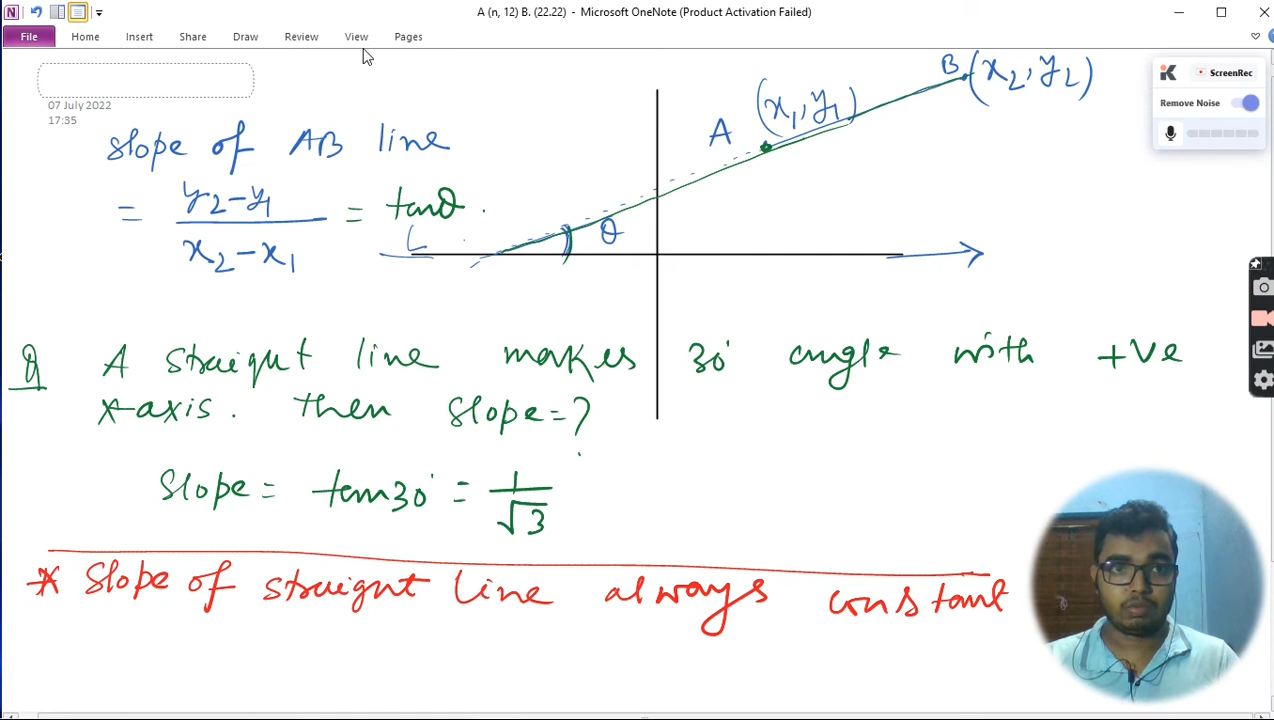 A (n, 12) B. (22.22) - Microsoft OneNote (Product Activation Failed)
File Home Insert Share Draw Review View Pages
07 July 2022
17:35
ScreenRec
Remove Noise
B (x₂, y₂)
A (x₁, y₁)
slope of AB line
= y₂-y₁ / x₂-x₁ = tanθ.
θ
Q A straight line makes 30° angle with +ve
x-axis. then slope=?
slope = tan30° = 1/√3
* slope of straight line always constant